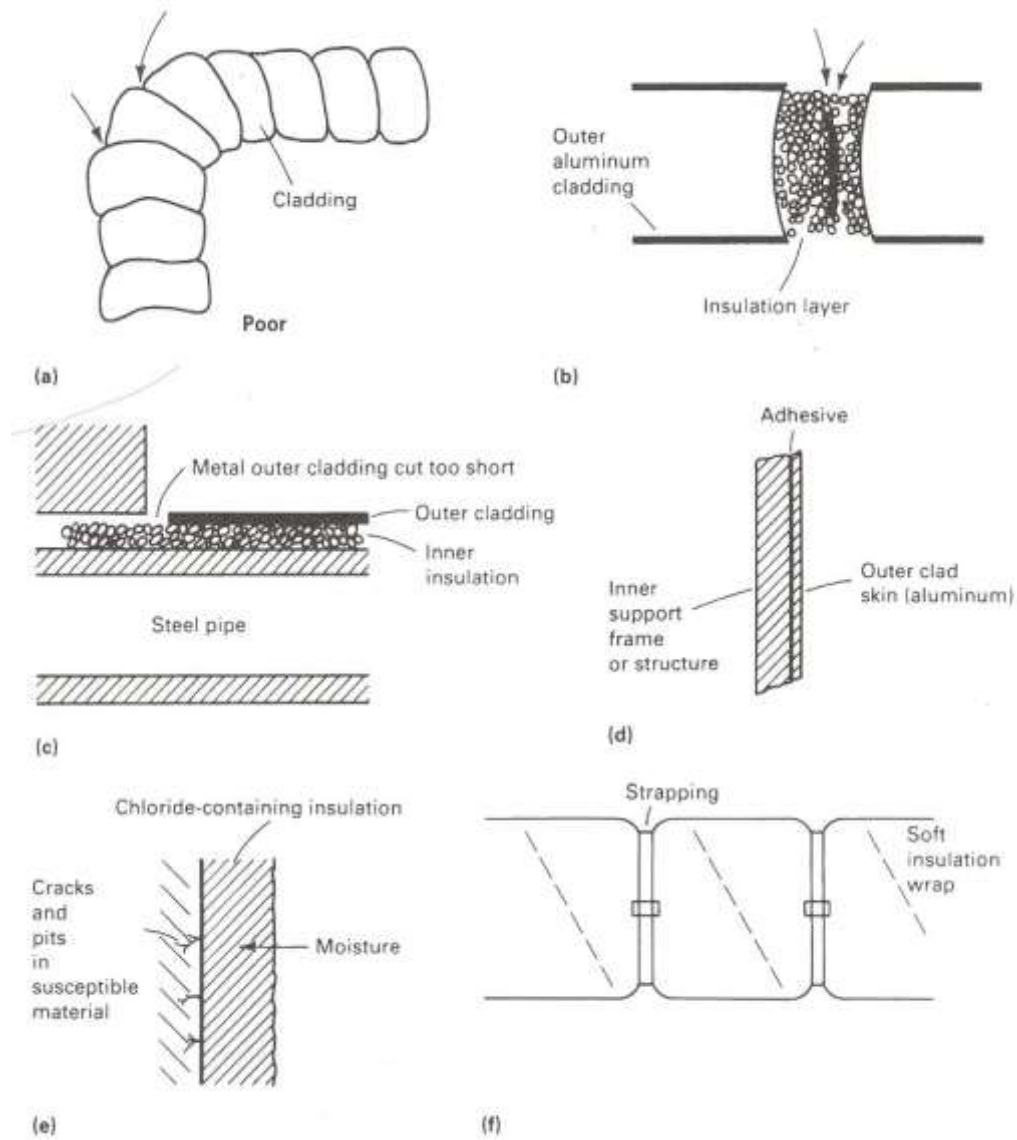 Cladding
Poor
(a)
Outer
aluminum
cladding
Insulation layer
(b)
Metal outer cladding cut too short
Outer cladding
Inner
insulation
Steel pipe
(c)
Adhesive
Inner
support
frame
or structure
Outer clad
skin (aluminum)
(d)
Chloride-containing insulation
Cracks
and
pits
in
susceptible
material
Moisture
(e)
Strapping
Soft
insulation
wrap
(f)